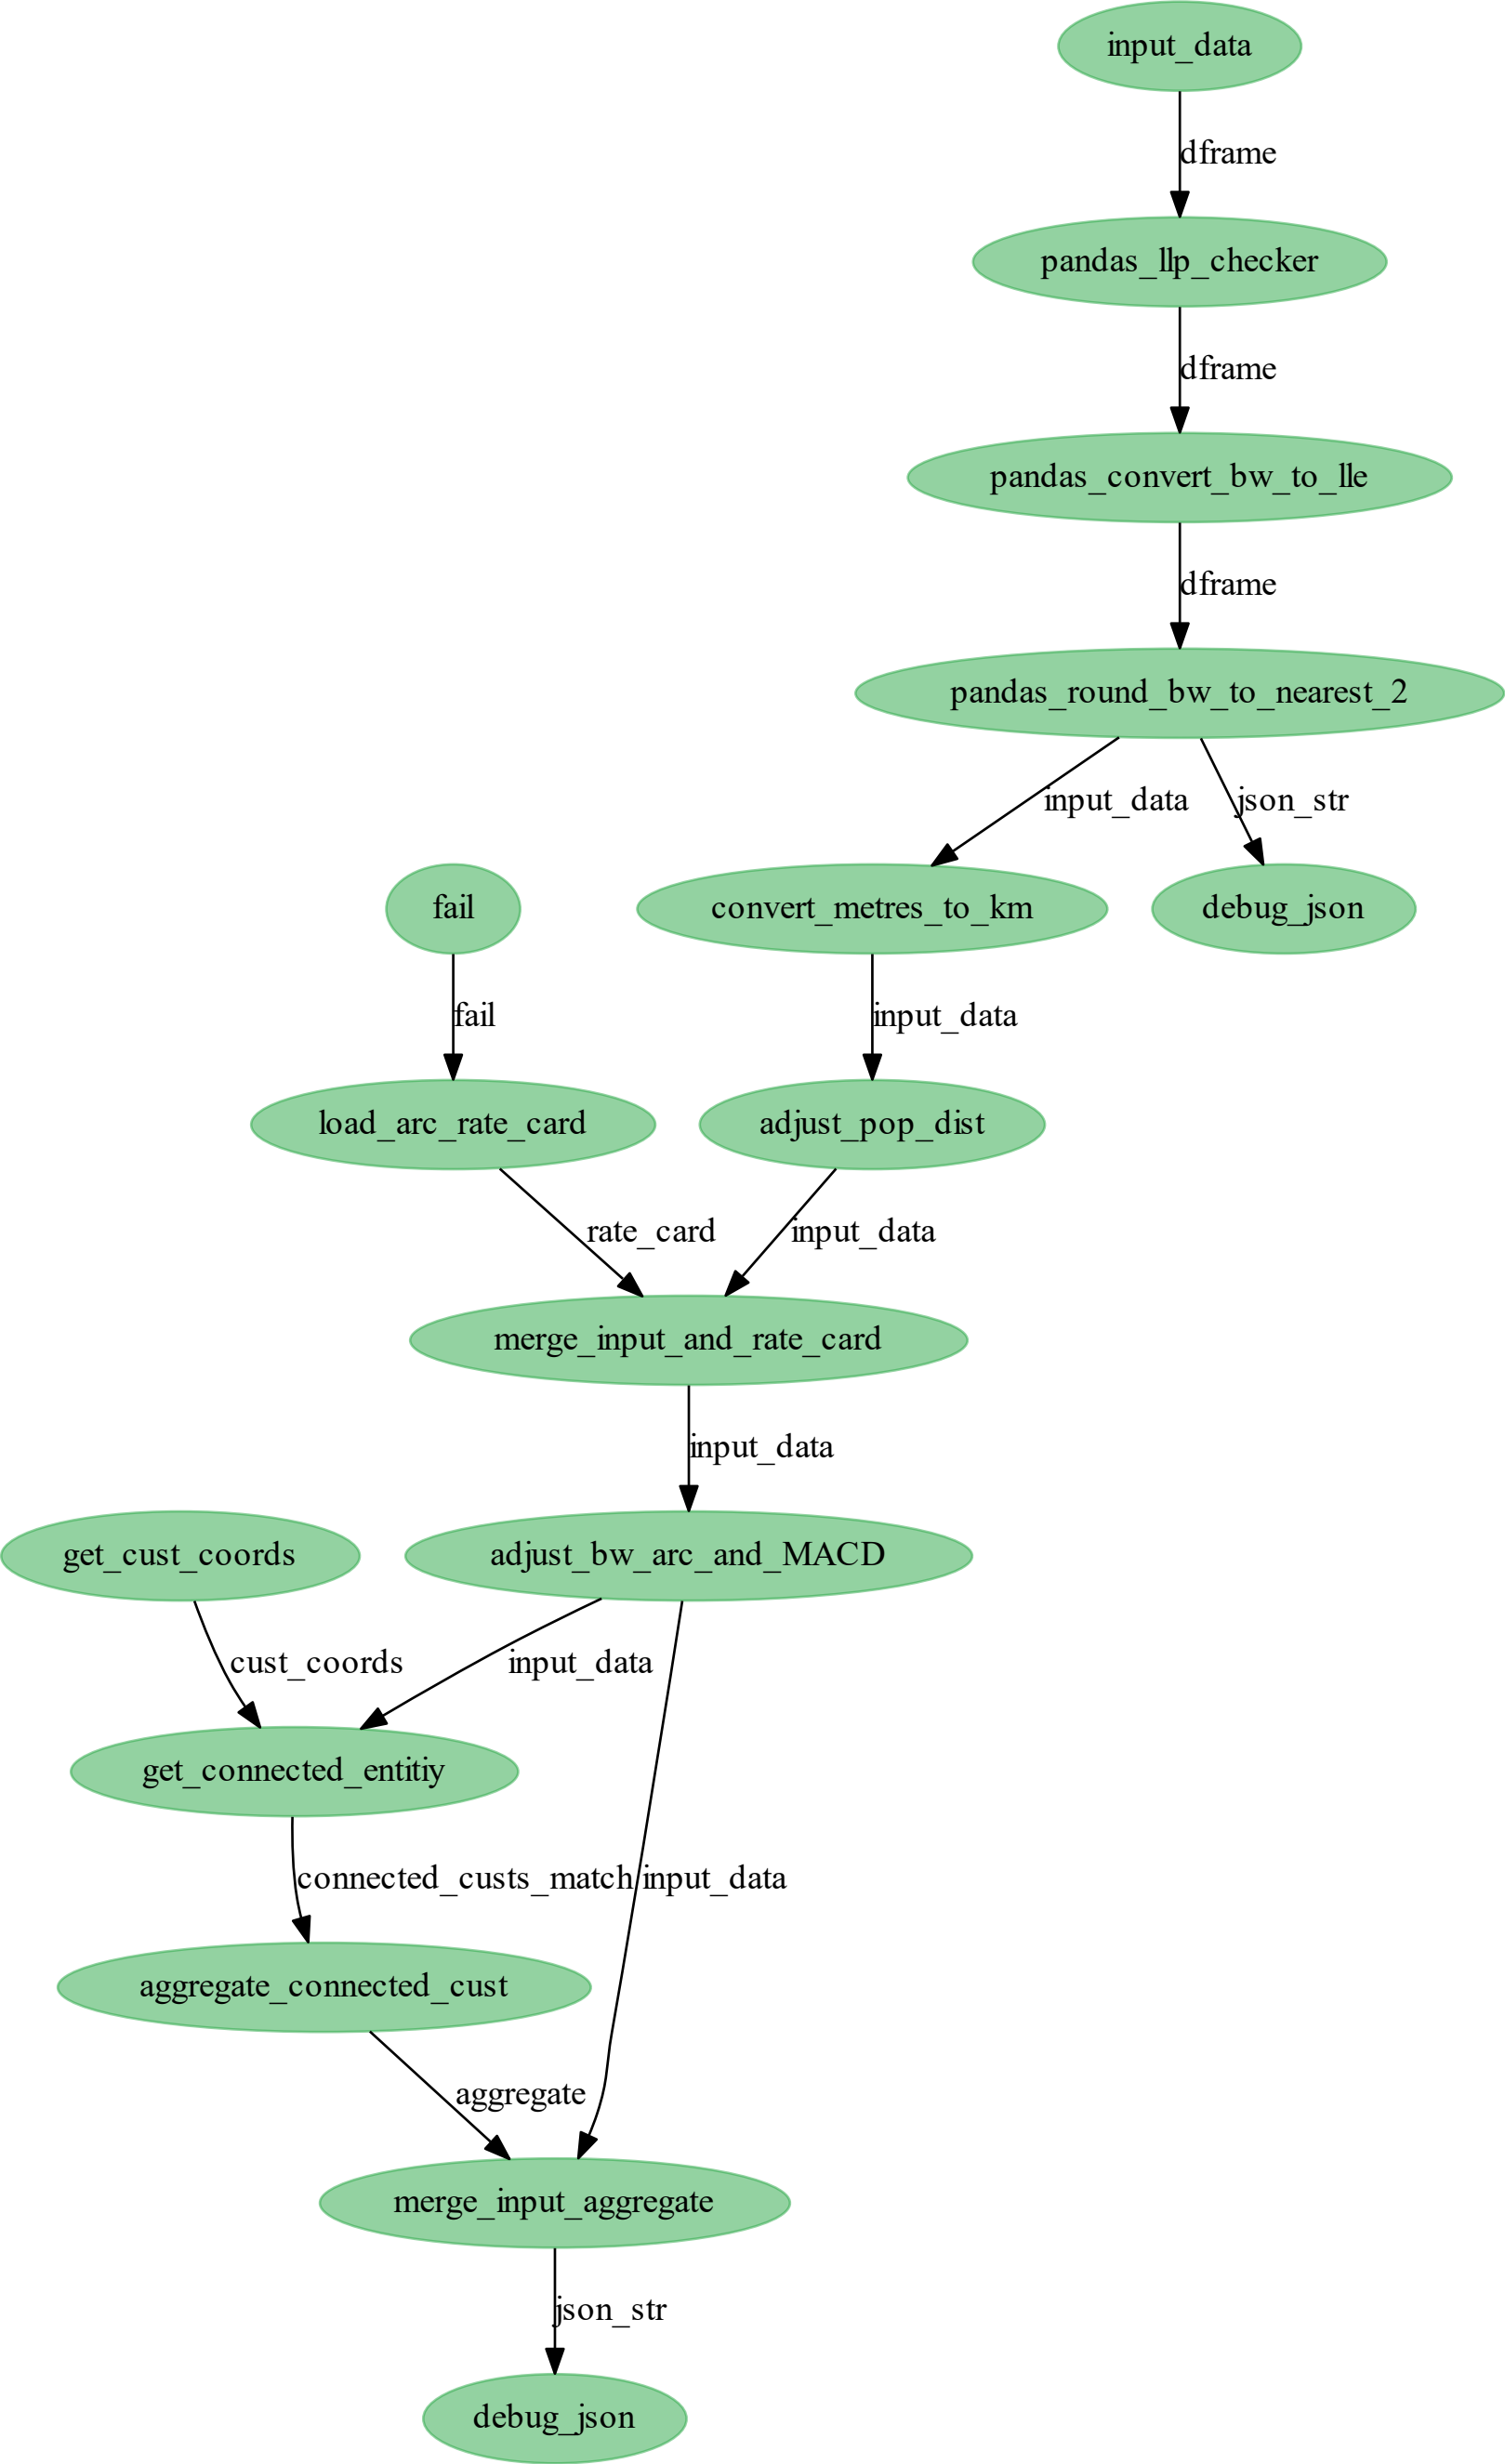 input_data
dframe
pandas_llp_checker
dframe
pandas_convert_bw_to_lle
dframe
pandas_round_bw_to_nearest_2
input_data
json_str
fail
convert_metres_to_km
debug_json
fail
input_data
load_arc_rate_card
adjust_pop_dist
rate_card
input_data
merge_input_and_rate_card
input_data
get_cust_coords
adjust_bw_arc_and_MACD
cust_coords
input_data
get_connected_entitiy
connected_custs_match
input_data
aggregate_connected_cust
aggregate
merge_input_aggregate
json_str
debug_json